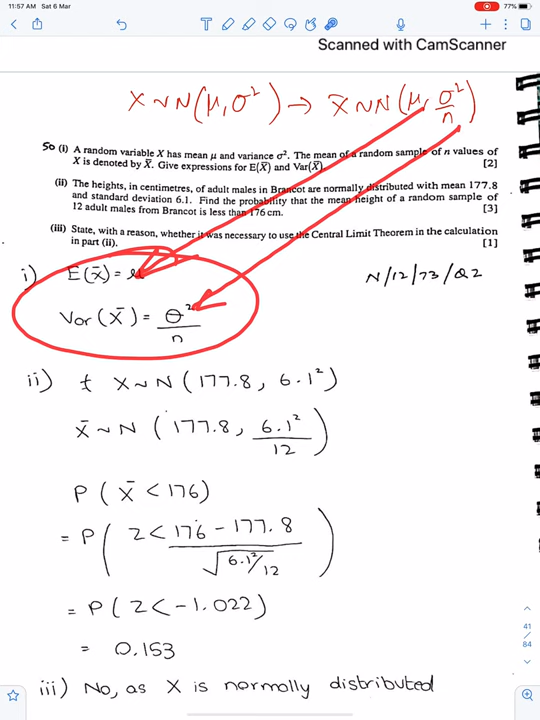 11:57 AM Sat 6 Mar
77%
Scanned with CamScanner
X~N(μ,σ²) → X̄~N(μ,σ²/n)
50 (i) A random variable X has mean μ and variance σ². The mean of a random sample of n values of
X is denoted by X̄. Give expressions for E(X̄) and Var(X̄). [2]
(ii) The heights, in centimetres, of adult males in Brancot are normally distributed with mean 177.8
and standard deviation 6.1. Find the probability that the mean height of a random sample of
12 adult males from Brancot is less than 176 cm. [3]
(iii) State, with a reason, whether it was necessary to use the Central Limit Theorem in the calculation
in part (ii). [1]
i) E(X̄) = μ
N/12/73/Q2
Var(X̄) = σ²/n
ii) X~N(177.8, 6.1²)
X̄~N(177.8, 6.1²/12)
P(X̄<176)
= P(Z<176-177.8/√6.1²/12)
= P(Z<-1.022)
= 0.153
iii) No, as X is normally distributed
41
/
84